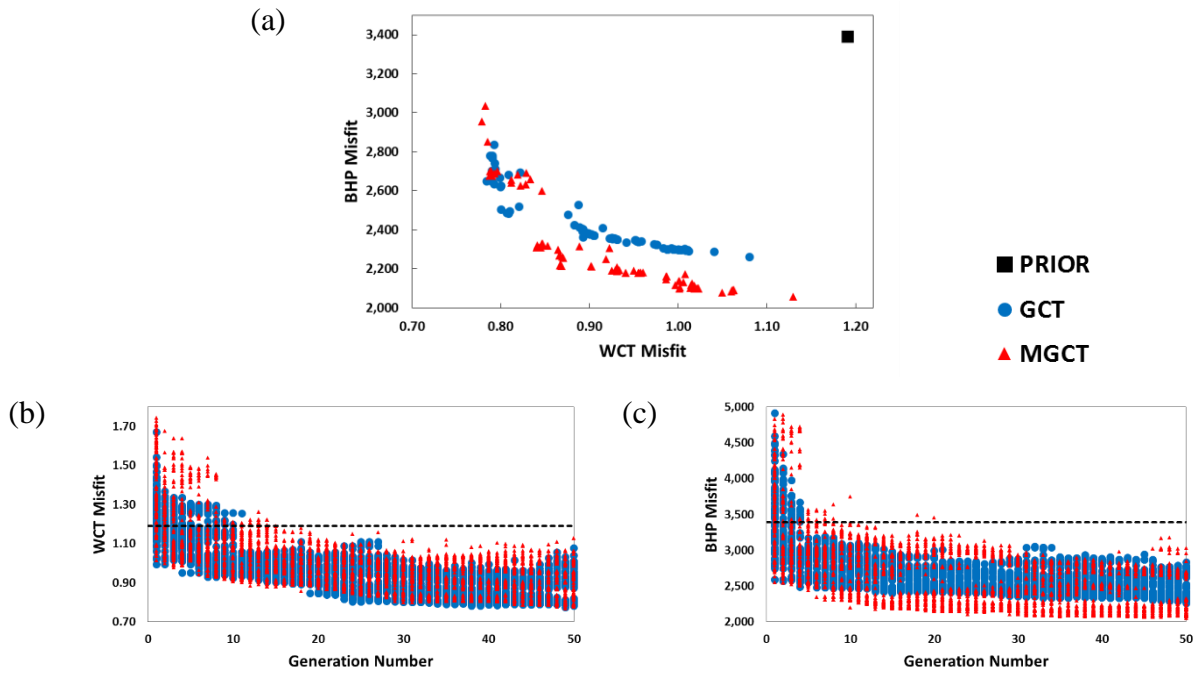 (a)
3,400
3,200
3,000
2,800
2,600
2,400
2,200
2,000
BHP Misfit
0.70 0.80 0.90 1.00 1.10 1.20
WCT Misfit
PRIOR
GCT
MGCT
(b)
1.70
1.50
1.30
1.10
0.90
0.70
WCT Misfit
0 10 20 30 40 50
Generation Number
(c)
5,000
4,500
4,000
3,500
3,000
2,500
2,000
BHP Misfit
0 10 20 30 40 50
Generation Number